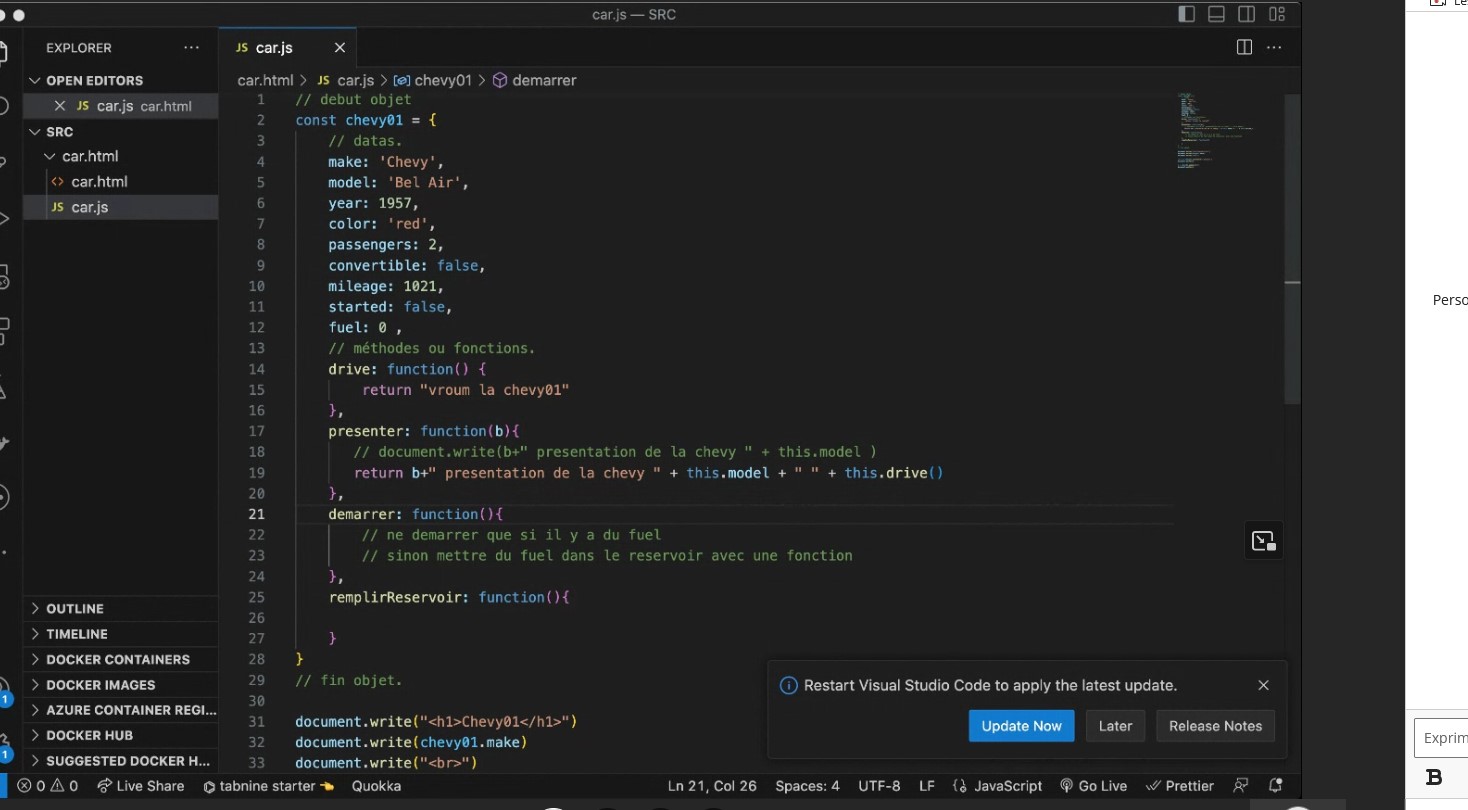 car.js — SRC
EXPLORER
JS car.js
OPEN EDITORS
JS car.js car.html
SRC
car.html
<> car.html
JS car.js
OUTLINE
TIMELINE
DOCKER CONTAINERS
DOCKER IMAGES
AZURE CONTAINER REGI...
DOCKER HUB
SUGGESTED DOCKER H...
car.html > JS car.js > chevy01 > demarrer
1 // debut objet
2 const chevy01 = {
3 // datas.
4 make: 'Chevy',
5 model: 'Bel Air',
6 year: 1957,
7 color: 'red',
8 passengers: 2,
9 convertible: false,
10 mileage: 1021,
11 started: false,
12 fuel: 0 ,
13 // méthodes ou fonctions.
14 drive: function() {
15 return "vroum la chevy01"
16 },
17 presenter: function(b){
18 // document.write(b+" presentation de la chevy " + this.model )
19 return b+" presentation de la chevy " + this.model + " " + this.drive()
20 },
21 demarrer: function(){
22 // ne demarrer que si il y a du fuel
23 // sinon mettre du fuel dans le reservoir avec une fonction
24 },
25 remplirReservoir: function(){
26
27 }
28 }
29 // fin objet.
30
31 document.write("<h1>Chevy01</h1>")
32 document.write(chevy01.make)
33 document.write("<br>")
Restart Visual Studio Code to apply the latest update.
Update Now Later Release Notes
1
1
0 0 Live Share tabnine starter Quokka Ln 21, Col 26 Spaces: 4 UTF-8 LF JavaScript Go Live Prettier
Perso
Exprim
B